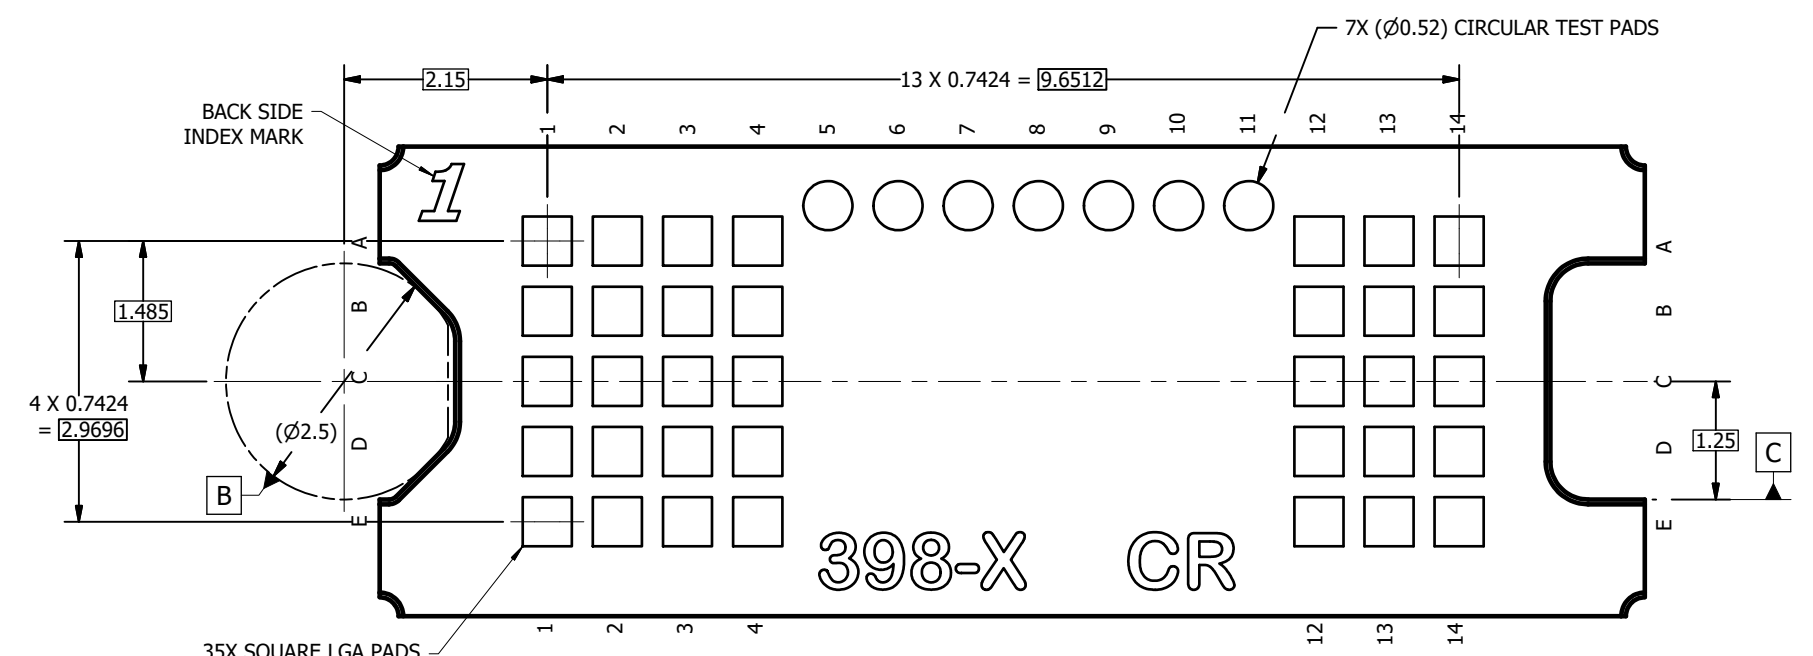 7X (Ø0.52) CIRCULAR TEST PADS
2.15
13 X 0.7424 = 9.6512
BACK SIDE
INDEX MARK
1 2 3 4 5 6 7 8 9 10 11 12 13 14
1
A
B
C
D
E
A
B
C
D
E
1.485
4 X 0.7424
= 2.9696
(Ø2.5)
B
1.25
C
398-X CR
1 2 3 4 12 13 14
35X SQUARE LGA PADS